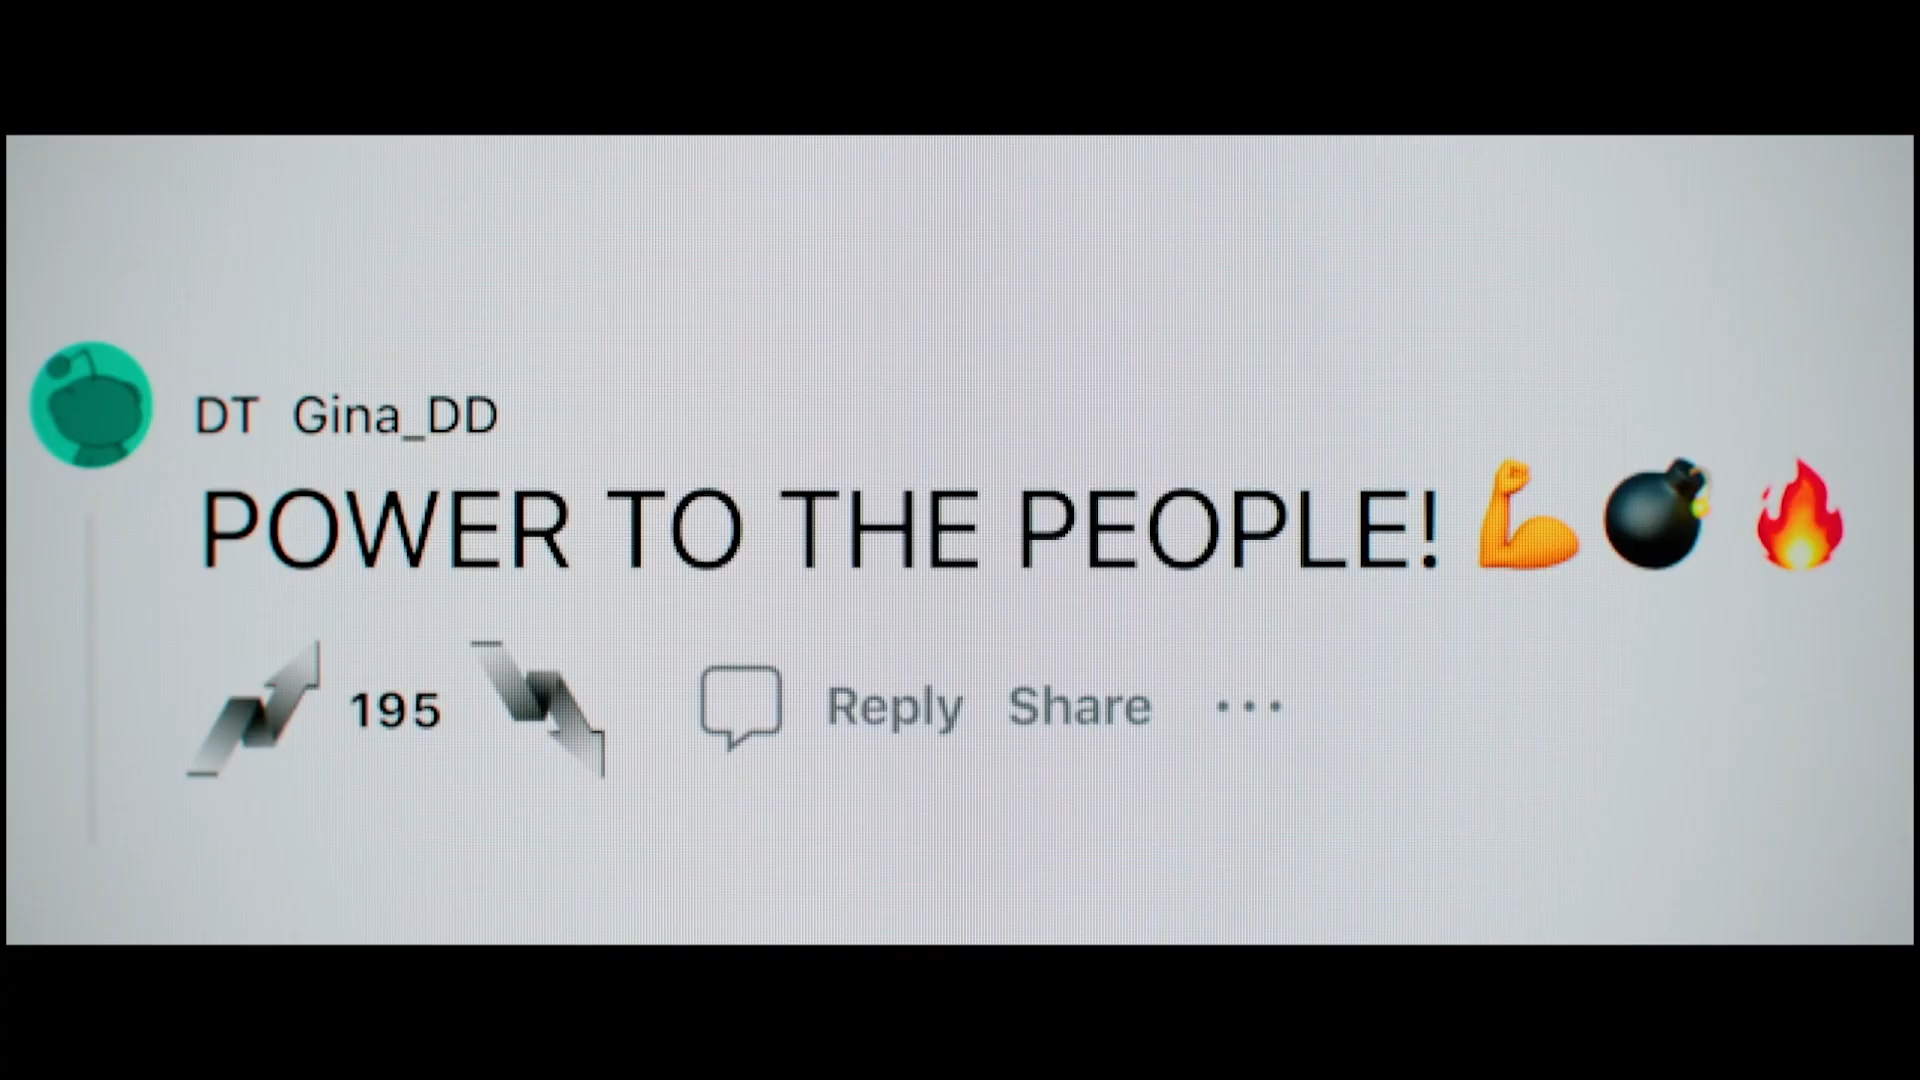 DT Gina_DD
POWER TO THE PEOPLE! 💪💣🔥
195 Reply Share ...